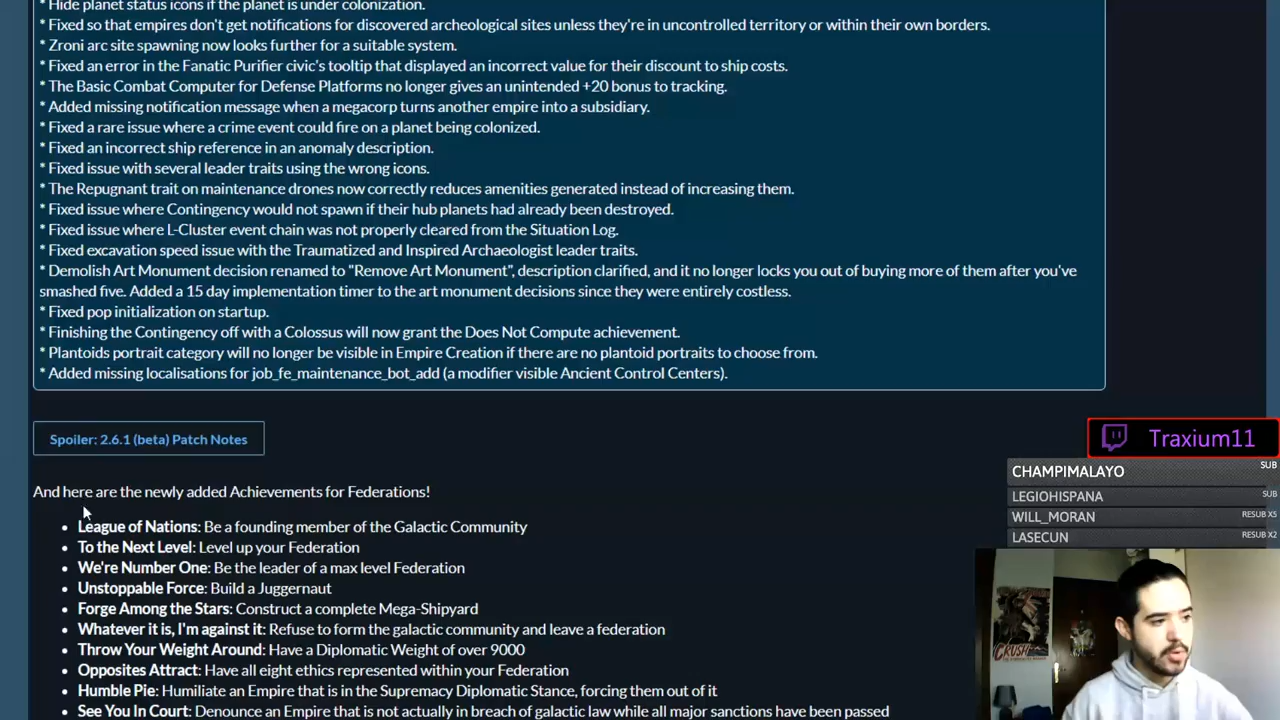 * Hide planet status icons if the planet is under colonization.
* Fixed so that empires don't get notifications for discovered archeological sites unless they're in uncontrolled territory or within their own borders.
* Zroni arc site spawning now looks further for a suitable system.
* Fixed an error in the Fanatic Purifier civic's tooltip that displayed an incorrect value for their discount to ship costs.
* The Basic Combat Computer for Defense Platforms no longer gives an unintended +20 bonus to tracking.
* Added missing notification message when a megacorp turns another empire into a subsidiary.
* Fixed a rare issue where a crime event could fire on a planet being colonized.
* Fixed an incorrect ship reference in an anomaly description.
* Fixed issue with several leader traits using the wrong icons.
* The Repugnant trait on maintenance drones now correctly reduces amenities generated instead of increasing them.
* Fixed issue where Contingency would not spawn if their hub planets had already been destroyed.
* Fixed issue where L-Cluster event chain was not properly cleared from the Situation Log.
* Fixed excavation speed issue with the Traumatized and Inspired Archaeologist leader traits.
* Demolish Art Monument decision renamed to "Remove Art Monument”, description clarified, and it no longer locks you out of buying more of them after you've
smashed five. Added a 15 day implementation timer to the art monument decisions since they were entirely costless.
* Fixed pop initialization on startup.
* Finishing the Contingency off with a Colossus will now grant the Does Not Compute achievement.
* Plantoids portrait category will no longer be visible in Empire Creation if there are no plantoid portraits to choose from.
* Added missing localisations for job_fe_maintenance_bot_add (a modifier visible Ancient Control Centers).
Spoiler: 2.6.1 (beta) Patch Notes
And here are the newly added Achievements for Federations!
• League of Nations: Be a founding member of the Galactic Community
• To the Next Level: Level up your Federation
• We're Number One: Be the leader of a max level Federation
• Unstoppable Force: Build a Juggernaut
• Forge Among the Stars: Construct a complete Mega-Shipyard
• Whatever it is, I'm against it: Refuse to form the galactic community and leave a federation
• Throw Your Weight Around: Have a Diplomatic Weight of over 9000
• Opposites Attract: Have all eight ethics represented within your Federation
• Humble Pie: Humiliate an Empire that is in the Supremacy Diplomatic Stance, forcing them out of it
• See You In Court: Denounce an Empire that is not actually in breach of galactic law while all major sanctions have been passed
Traxium11
CHAMPIMALAYO SUB
LEGIOHISPANA SUB
WILL_MORAN RESUB X5
LASECUN RESUB X2
CRUSH